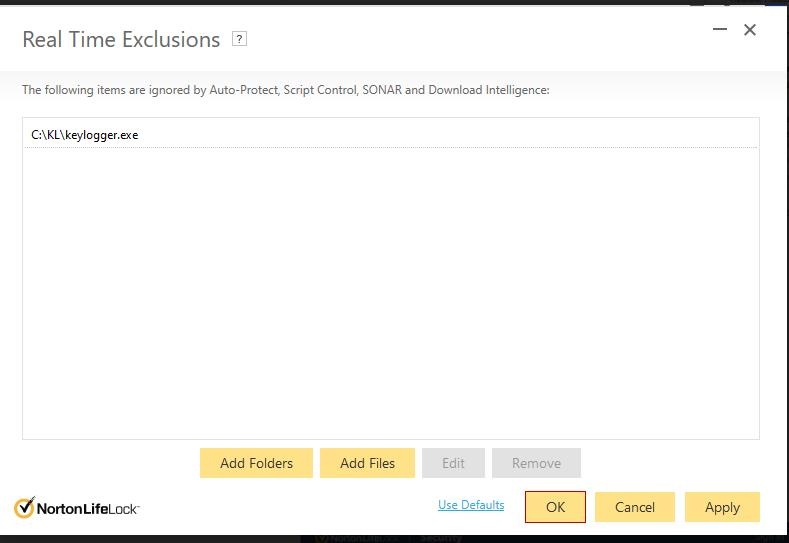 Real Time Exclusions ?
The following items are ignored by Auto-Protect, Script Control, SONAR and Download Intelligence:
C:\KL\keylogger.exe
Add Folders Add Files Edit Remove
NortonLifeLock Use Defaults OK Cancel Apply